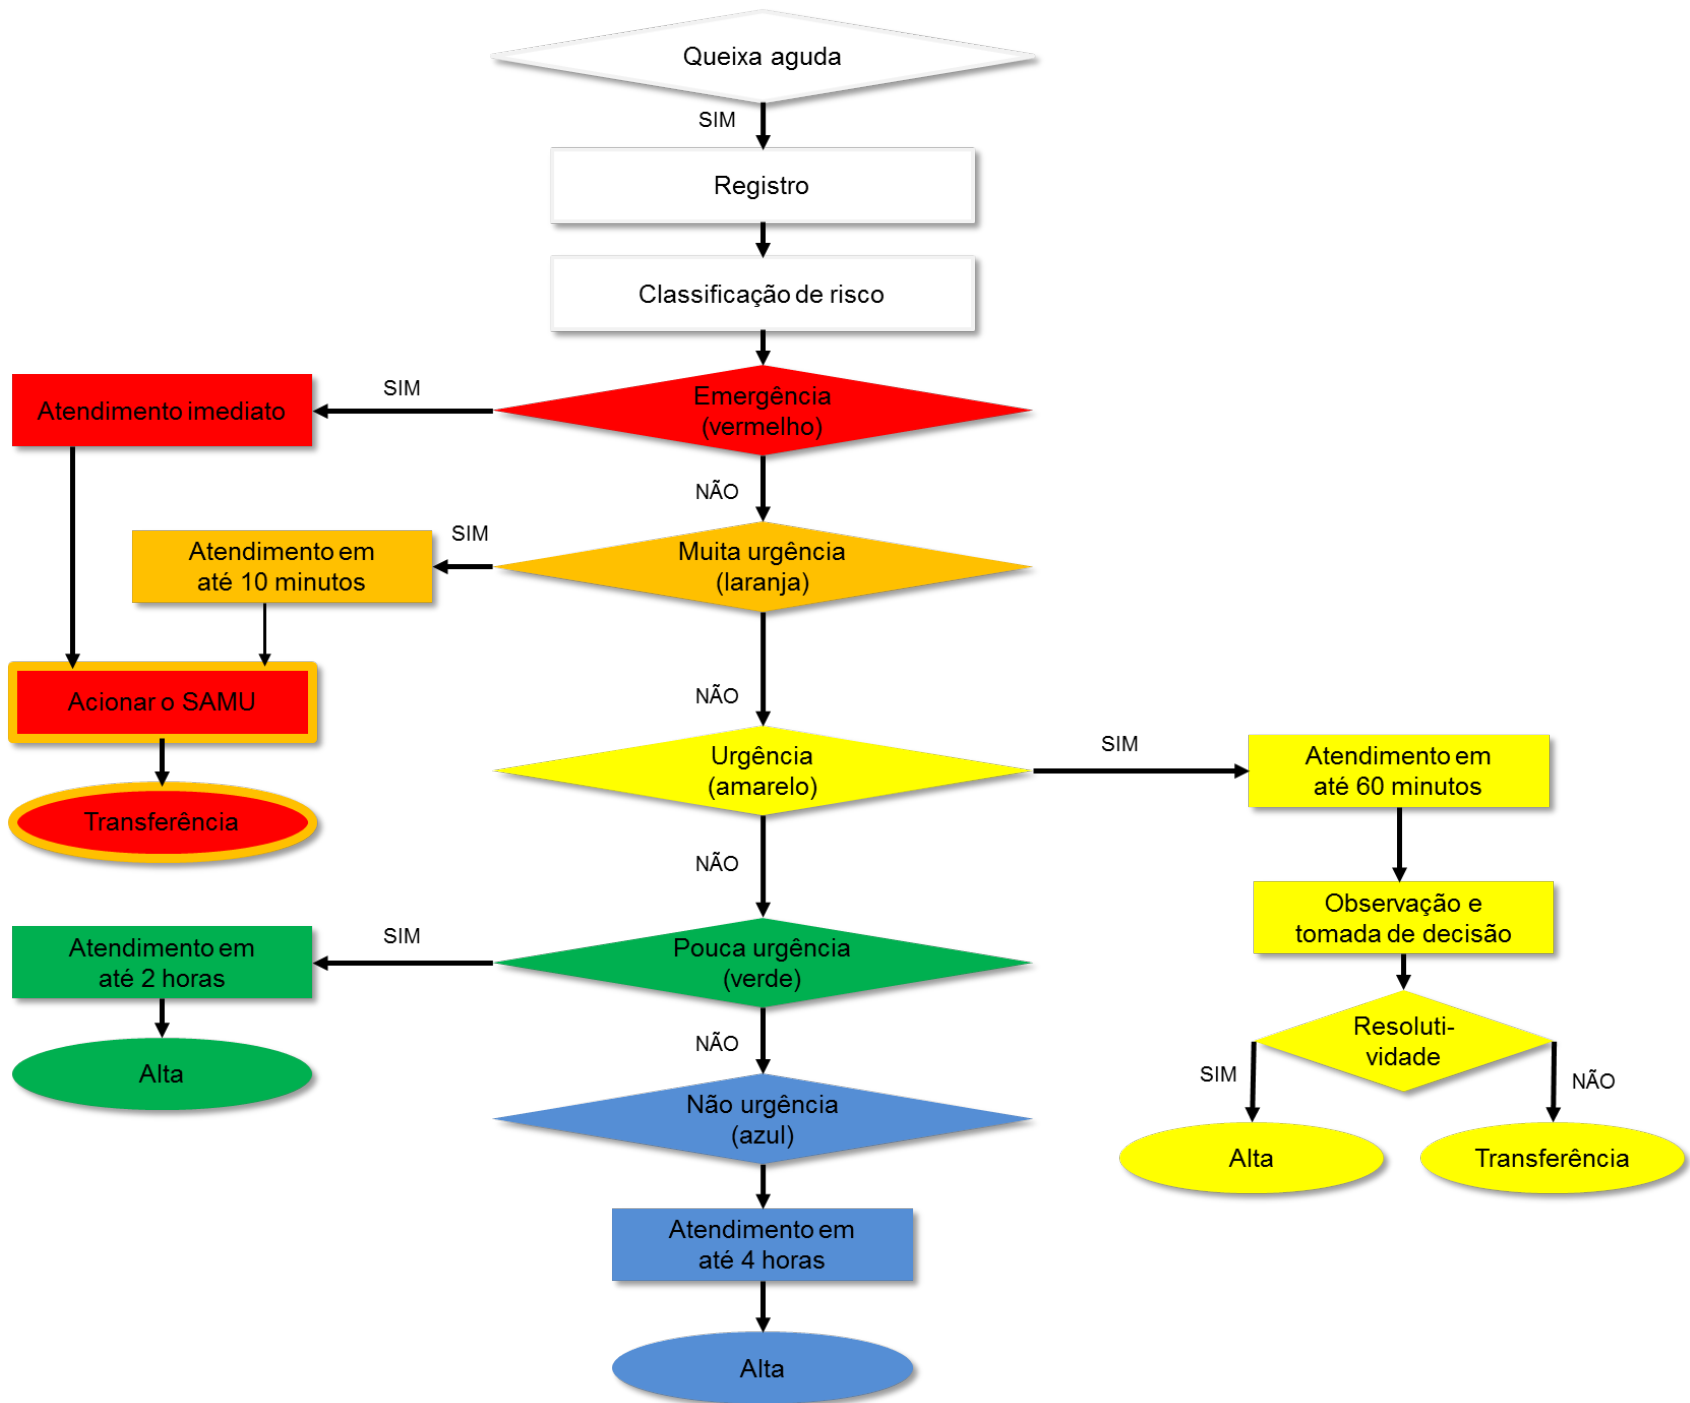 Queixa aguda
SIM
Registro
Classificação de risco
SIM
Emergência
(vermelho)
Atendimento imediato
NÃO
SIM
Muita urgência
(laranja)
Atendimento em
até 10 minutos
Acionar o SAMU
NÃO
Transferência
Urgência
(amarelo)
SIM
Atendimento em
até 60 minutos
NÃO
Observação e
tomada de decisão
SIM
Pouca urgência
(verde)
Atendimento em
até 2 horas
Resoluti-
vidade
NÃO
Alta
SIM
NÃO
Não urgência
(azul)
Alta
Transferência
Atendimento em
até 4 horas
Alta